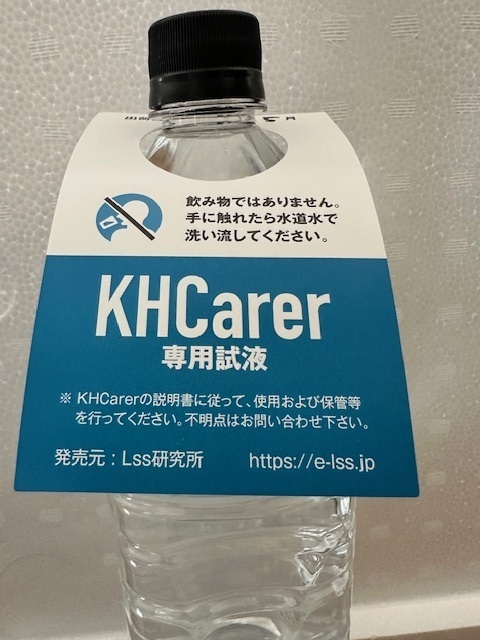 飲み物ではありません。
手に触れたら水道水で
洗い流してください。
KHCarer
専用試液
※ KHCarerの説明書に従って、使用および保管等
を行ってください。不明点はお問い合わせ下さい。
発売元：Lss研究所 https://e-lss.jp